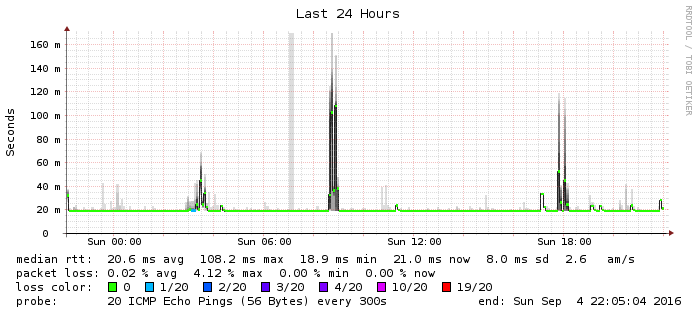 Last 24 Hours
RRDTOOL / TOBI OETIKER
Seconds
160 m
140 m
120 m
100 m
80 m
60 m
40 m
20 m
0
Sun 00:00 Sun 06:00 Sun 12:00 Sun 18:00
median rtt: 20.6 ms avg 108.2 ms max 18.9 ms min 21.0 ms now 8.0 ms sd 2.6 am/s
packet loss: 0.02 % avg 4.12 % max 0.00 % min 0.00 % now
loss color: 0 1/20 2/20 3/20 4/20 10/20 19/20
probe: 20 ICMP Echo Pings (56 Bytes) every 300s end: Sun Sep 4 22:05:04 2016